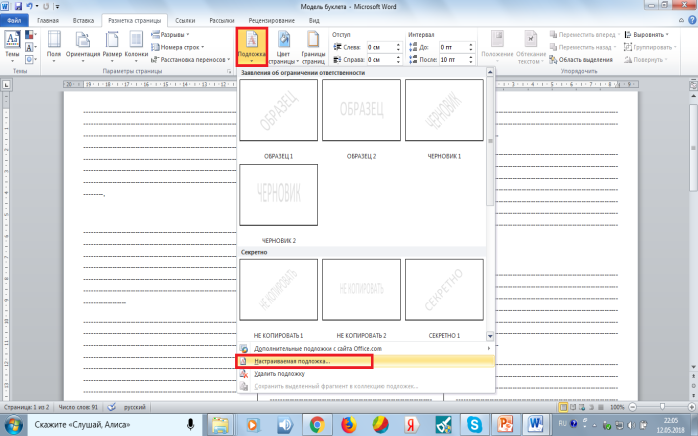 Модель буклета - Microsoft Word
Файл Главная Вставка Разметка страницы Ссылки Рассылки Рецензирование Вид
Аа Темы
Поля Ориентация Размер Колонки
Разрывы
Номера строк
Расстановка переносов
Подложка Цвет страницы Границы страниц
Отступ Интервал
Слева: 0 см До: 0 пт
Справа: 0 см После: 10 пт
Положение Обтекание текстом
Переместить вперед Выровнять
Переместить назад Группировать
Область выделения Повернуть
Темы Параметры страницы Упорядочить
Заявления об ограничении ответственности
ОБРАЗЕЦ ОБРАЗЕЦ ЧЕРНОВИК
ОБРАЗЕЦ 1 ОБРАЗЕЦ 2 ЧЕРНОВИК 1
ЧЕРНОВИК
ЧЕРНОВИК 2
Секретно
НЕ КОПИРОВАТЬ НЕ КОПИРОВАТЬ СЕКРЕТНО
НЕ КОПИРОВАТЬ 1 НЕ КОПИРОВАТЬ 2 СЕКРЕТНО 1
Дополнительные подложки с сайта Office.com
Настраиваемая подложка...
Удалить подложку
Сохранить выделенный фрагмент в коллекцию подложек...
Страница: 1 из 2 Число слов: 91 русский 100%
Скажите «Слушай, Алиса»
RU 22:05
12.05.2018